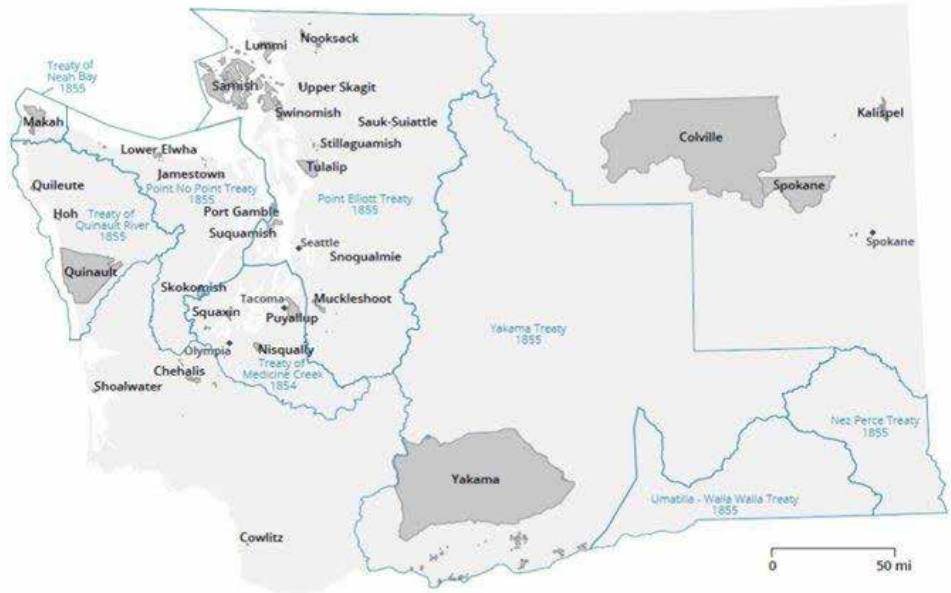 Nooksack
Lummi
Treaty of
Neah Bay
1855
Samish
Upper Skagit
Swinomish
Makah
Sauk-Suiattle
Kalispel
Stillaguamish
Colville
Lower Elwha
Tulalip
Jamestown
Quileute
Point No Point Treaty
1855
Spokane
Point Elliott Treaty
1855
Hoh
Treaty of
Quinault River
1855
Port Gamble
Suquamish
Seattle
Spokane
Snoqualmie
Quinault
Skokomish
Tacoma
Muckleshoot
Squaxin
Puyallup
Yakama Treaty
1855
Olympia
Nisqually
Treaty of
Medicine Creek
1854
Chehalis
Shoalwater
Nez Perce Treaty
1855
Yakama
Umatilla - Walla Walla Treaty
1855
Cowlitz
0 50 mi